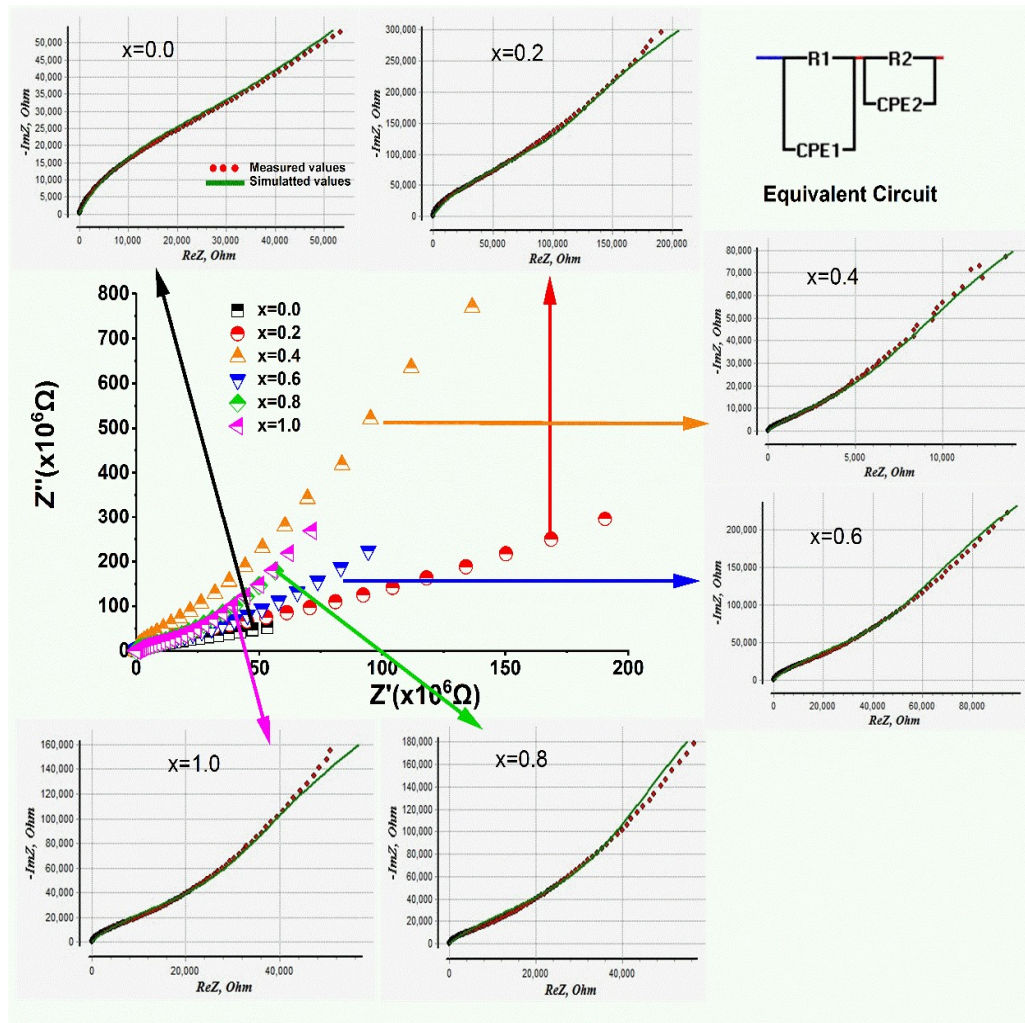 x=0.0
50,000
45,000
40,000
35,000
30,000
25,000
20,000
15,000
10,000
5,000
0
-ImZ, Ohm
Measured values
Simulatted values
0 10,000 20,000 30,000 40,000 50,000
ReZ, Ohm
x=0.2
300,000
250,000
200,000
150,000
100,000
50,000
0
-ImZ, Ohm
0 50,000 100,000 150,000 200,000
ReZ, Ohm
R1 R2
CPE2
CPE1
Equivalent Circuit
x=0.4
80,000
70,000
60,000
50,000
40,000
30,000
20,000
10,000
0
-ImZ, Ohm
0 5,000 10,000
ReZ, Ohm
800
700
600
500
400
300
200
100
0
Z''(x10⁶Ω)
x=0.0
x=0.2
x=0.4
x=0.6
x=0.8
x=1.0
0 50 100 150 200
Z'(x10⁶Ω)
x=0.6
200,000
150,000
100,000
50,000
0
-ImZ, Ohm
0 20,000 40,000 60,000 80,000
ReZ, Ohm
x=1.0
160,000
140,000
120,000
100,000
80,000
60,000
40,000
20,000
0
-ImZ, Ohm
0 20,000 40,000
ReZ, Ohm
x=0.8
180,000
160,000
140,000
120,000
100,000
80,000
60,000
40,000
20,000
0
-ImZ, Ohm
0 20,000 40,000
ReZ, Ohm